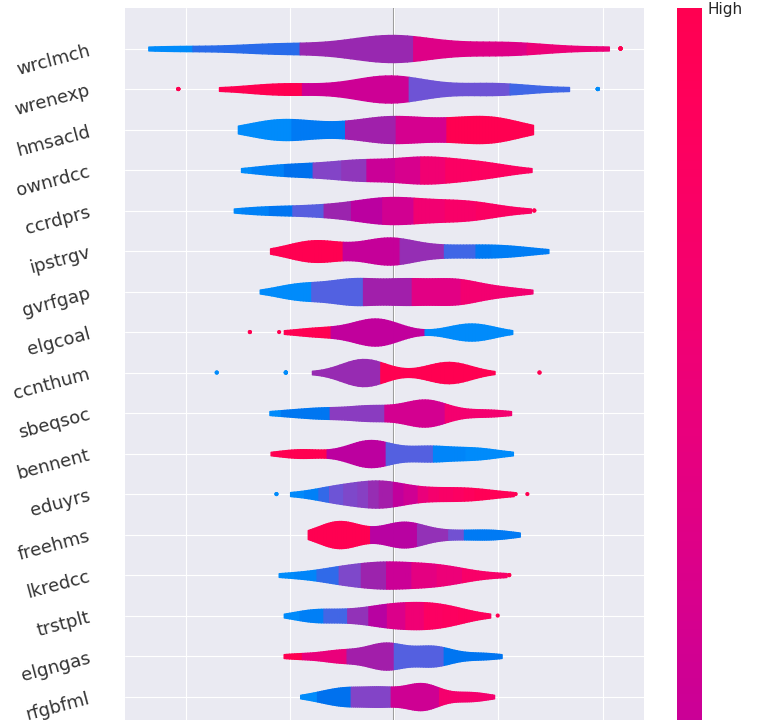 High
wrclmch
wrenexp
hmsacld
ownrdcc
ccrdprs
ipstrgv
gvrfgap
elgcoal
ccnthum
sbeqsoc
bennent
eduyrs
freehms
lkredcc
trstplt
elgngas
rfgbfml